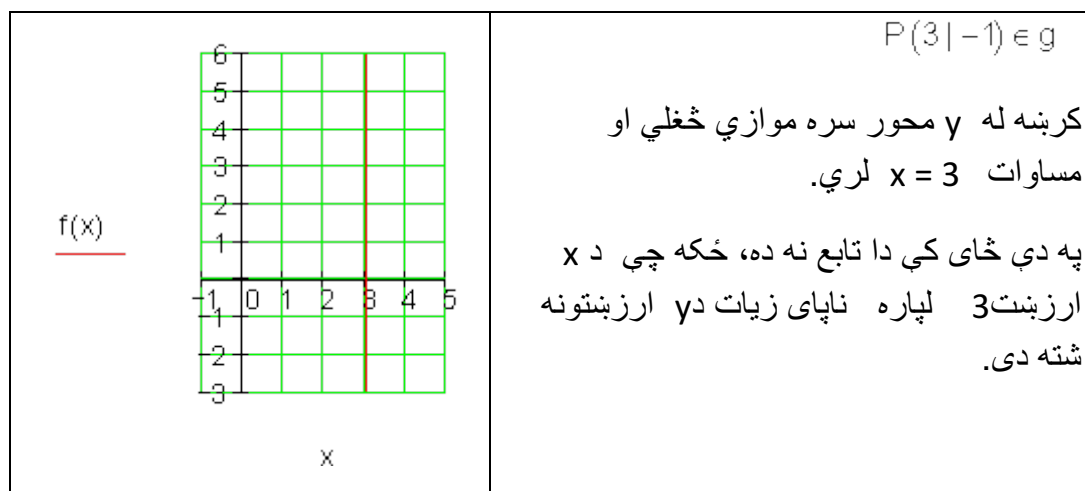 P(3|−1)∈g
کرښه له y محور سره موازي ځغلي او
مساوات x = 3 لري.
په دې ځای کې دا تابع نه ده، ځکه چې د x
ارزښت3 لپاره ناپای زیات دy ارزښتونه
شته دی.
6
5
4
3
2
1
f(x)
−1 0 1 2 3 4 5
−1
−2
−3
x